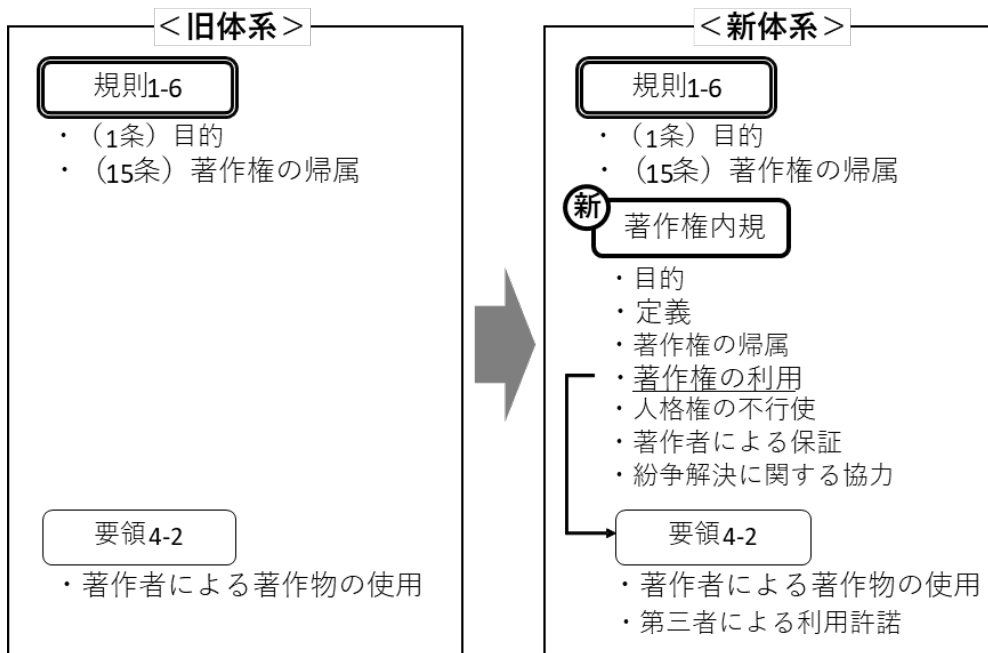 ＜旧体系＞
規則1-6
・（1条）目的
・（15条）著作権の帰属
要領4-2
・著作者による著作物の使用
＜新体系＞
規則1-6
・（1条）目的
・（15条）著作権の帰属
新
著作権内規
・目的
・定義
・著作権の帰属
・著作権の利用
・人格権の不行使
・著作者による保証
・紛争解決に関する協力
要領4-2
・著作者による著作物の使用
・第三者による利用許諾